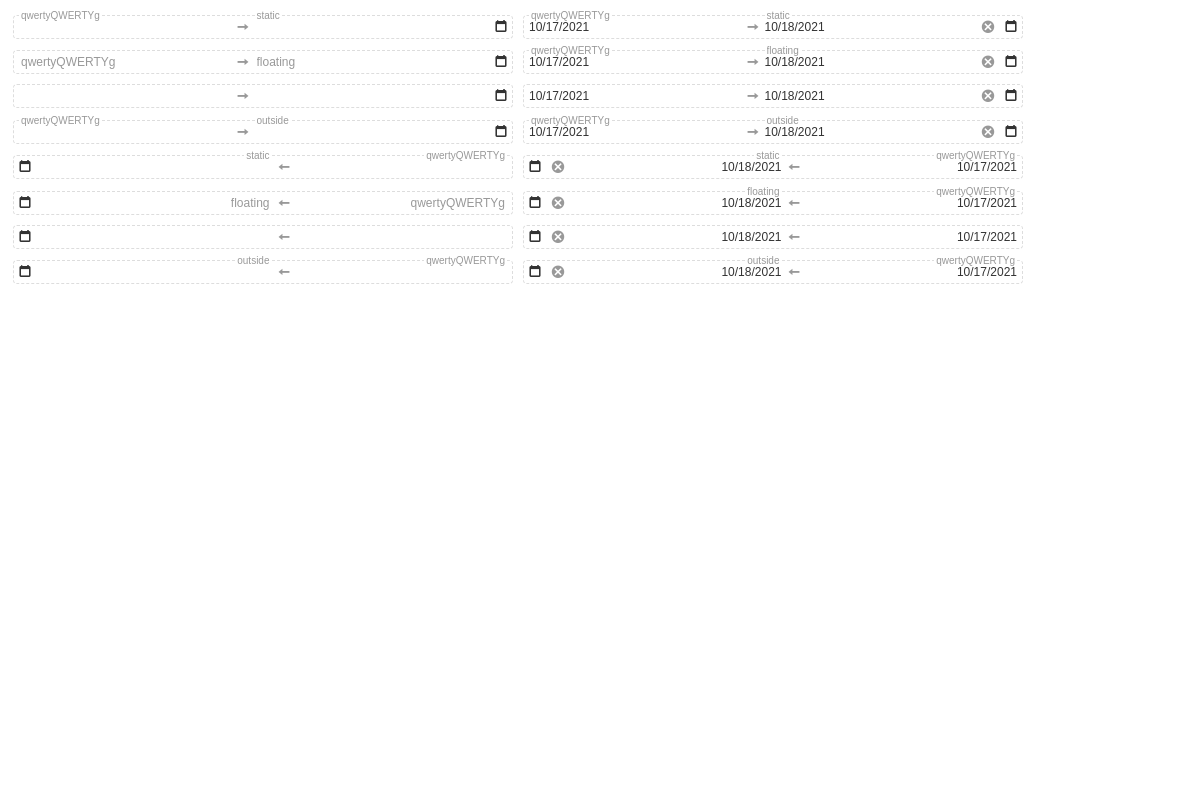 qwertyQWERTYg static qwertyQWERTYg static
10/17/2021 10/18/2021
qwertyQWERTYg floating
qwertyQWERTYg floating 10/17/2021 10/18/2021
10/17/2021 10/18/2021
qwertyQWERTYg outside qwertyQWERTYg outside
10/17/2021 10/18/2021
static qwertyQWERTYg static qwertyQWERTYg
10/18/2021 10/17/2021
floating qwertyQWERTYg
floating qwertyQWERTYg 10/18/2021 10/17/2021
10/18/2021 10/17/2021
outside qwertyQWERTYg outside qwertyQWERTYg
10/18/2021 10/17/2021